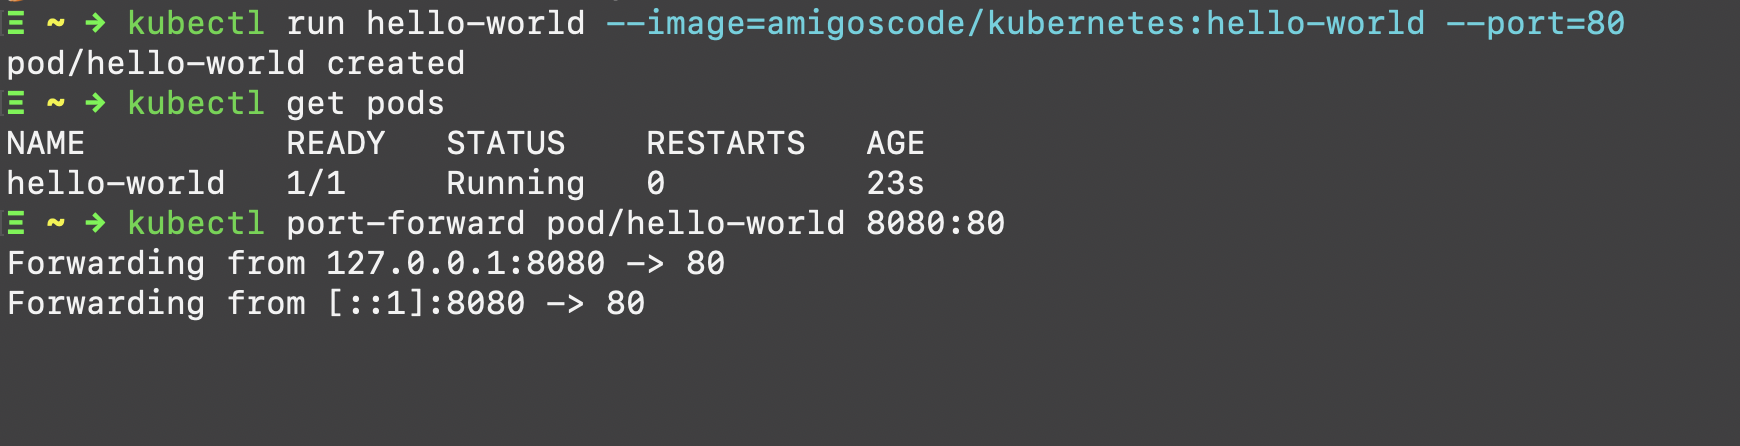 Ξ ~ → kubectl run hello-world --image=amigoscode/kubernetes:hello-world --port=80
pod/hello-world created
Ξ ~ → kubectl get pods
NAME READY STATUS RESTARTS AGE
hello-world 1/1 Running 0 23s
Ξ ~ → kubectl port-forward pod/hello-world 8080:80
Forwarding from 127.0.0.1:8080 -> 80
Forwarding from [::1]:8080 -> 80